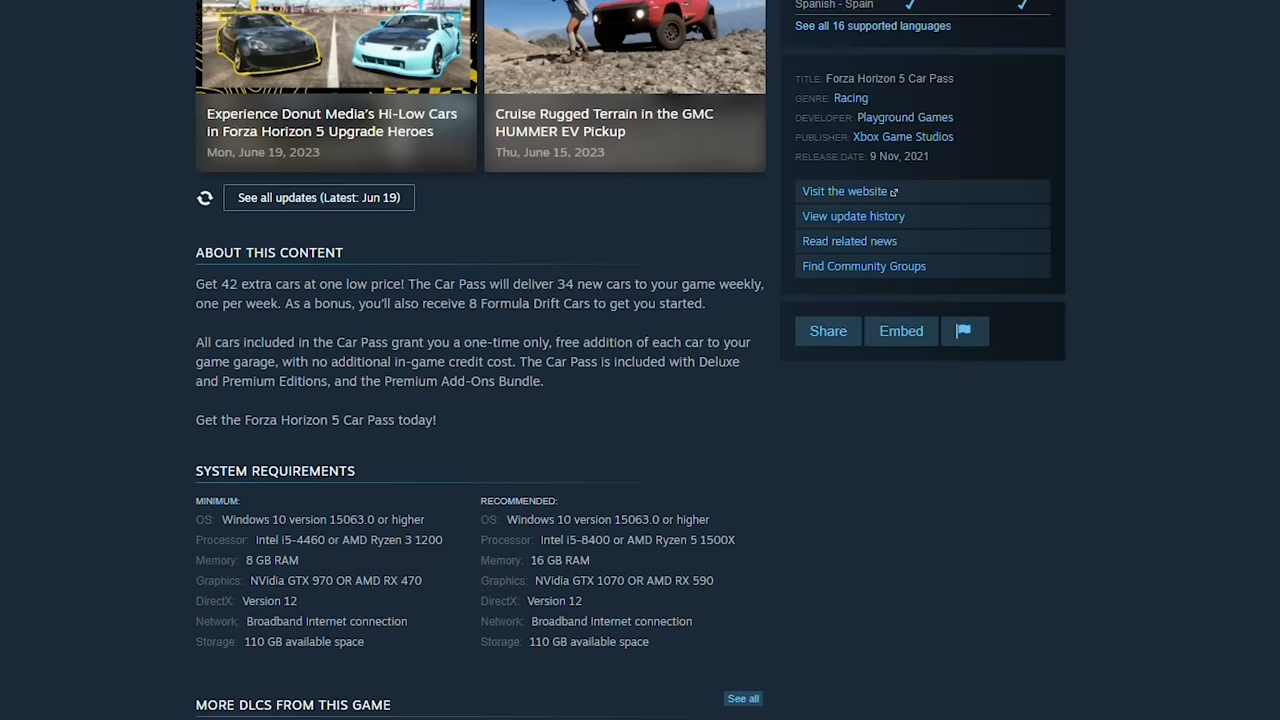 Spanish - Spain ✓ ✓
See all 16 supported languages
Experience Donut Media's Hi-Low Cars
in Forza Horizon 5 Upgrade Heroes
Mon, June 19, 2023
Cruise Rugged Terrain in the GMC
HUMMER EV Pickup
Thu, June 15, 2023
See all updates (Latest: Jun 19)
TITLE: Forza Horizon 5 Car Pass
GENRE: Racing
DEVELOPER: Playground Games
PUBLISHER: Xbox Game Studios
RELEASE DATE: 9 Nov, 2021
Visit the website
View update history
Read related news
Find Community Groups
Share
Embed
ABOUT THIS CONTENT
Get 42 extra cars at one low price! The Car Pass will deliver 34 new cars to your game weekly,
one per week. As a bonus, you'll also receive 8 Formula Drift Cars to get you started.
All cars included in the Car Pass grant you a one-time only, free addition of each car to your
game garage, with no additional in-game credit cost. The Car Pass is included with Deluxe
and Premium Editions, and the Premium Add-Ons Bundle.
Get the Forza Horizon 5 Car Pass today!
SYSTEM REQUIREMENTS
MINIMUM:
OS: Windows 10 version 15063.0 or higher
Processor: Intel i5-4460 or AMD Ryzen 3 1200
Memory: 8 GB RAM
Graphics: NVidia GTX 970 OR AMD RX 470
DirectX: Version 12
Network: Broadband Internet connection
Storage: 110 GB available space
RECOMMENDED:
OS: Windows 10 version 15063.0 or higher
Processor: Intel i5-8400 or AMD Ryzen 5 1500X
Memory: 16 GB RAM
Graphics: NVidia GTX 1070 OR AMD RX 590
DirectX: Version 12
Network: Broadband Internet connection
Storage: 110 GB available space
MORE DLCS FROM THIS GAME
See all